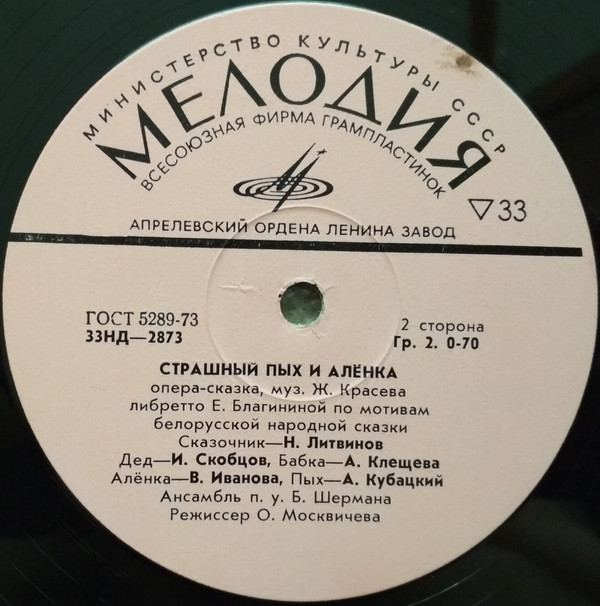 МИНИСТЕРСТВО КУЛЬТУРЫ СССР
МЕЛОДИЯ
ВСЕСОЮЗНАЯ ФИРМА ГРАМПЛАСТИНОК
33
АПРЕЛЕВСКИЙ ОРДЕНА ЛЕНИНА ЗАВОД
ГОСТ 5289-73
33НД—2873
2 сторона
Гр. 2. 0-70
СТРАШНЫЙ ПЫХ И АЛЁНКА
опера-сказка, муз. Ж. Красева
либретто Е. Благининой по мотивам
белорусской народной сказки
Сказочник—Н. Литвинов
Дед—И. Скобцов, Бабка—А. Клещева
Алёнка—В. Иванова, Пых—А. Кубацкий
Ансамбль п. у. Б. Шермана
Режиссер О. Москвичева